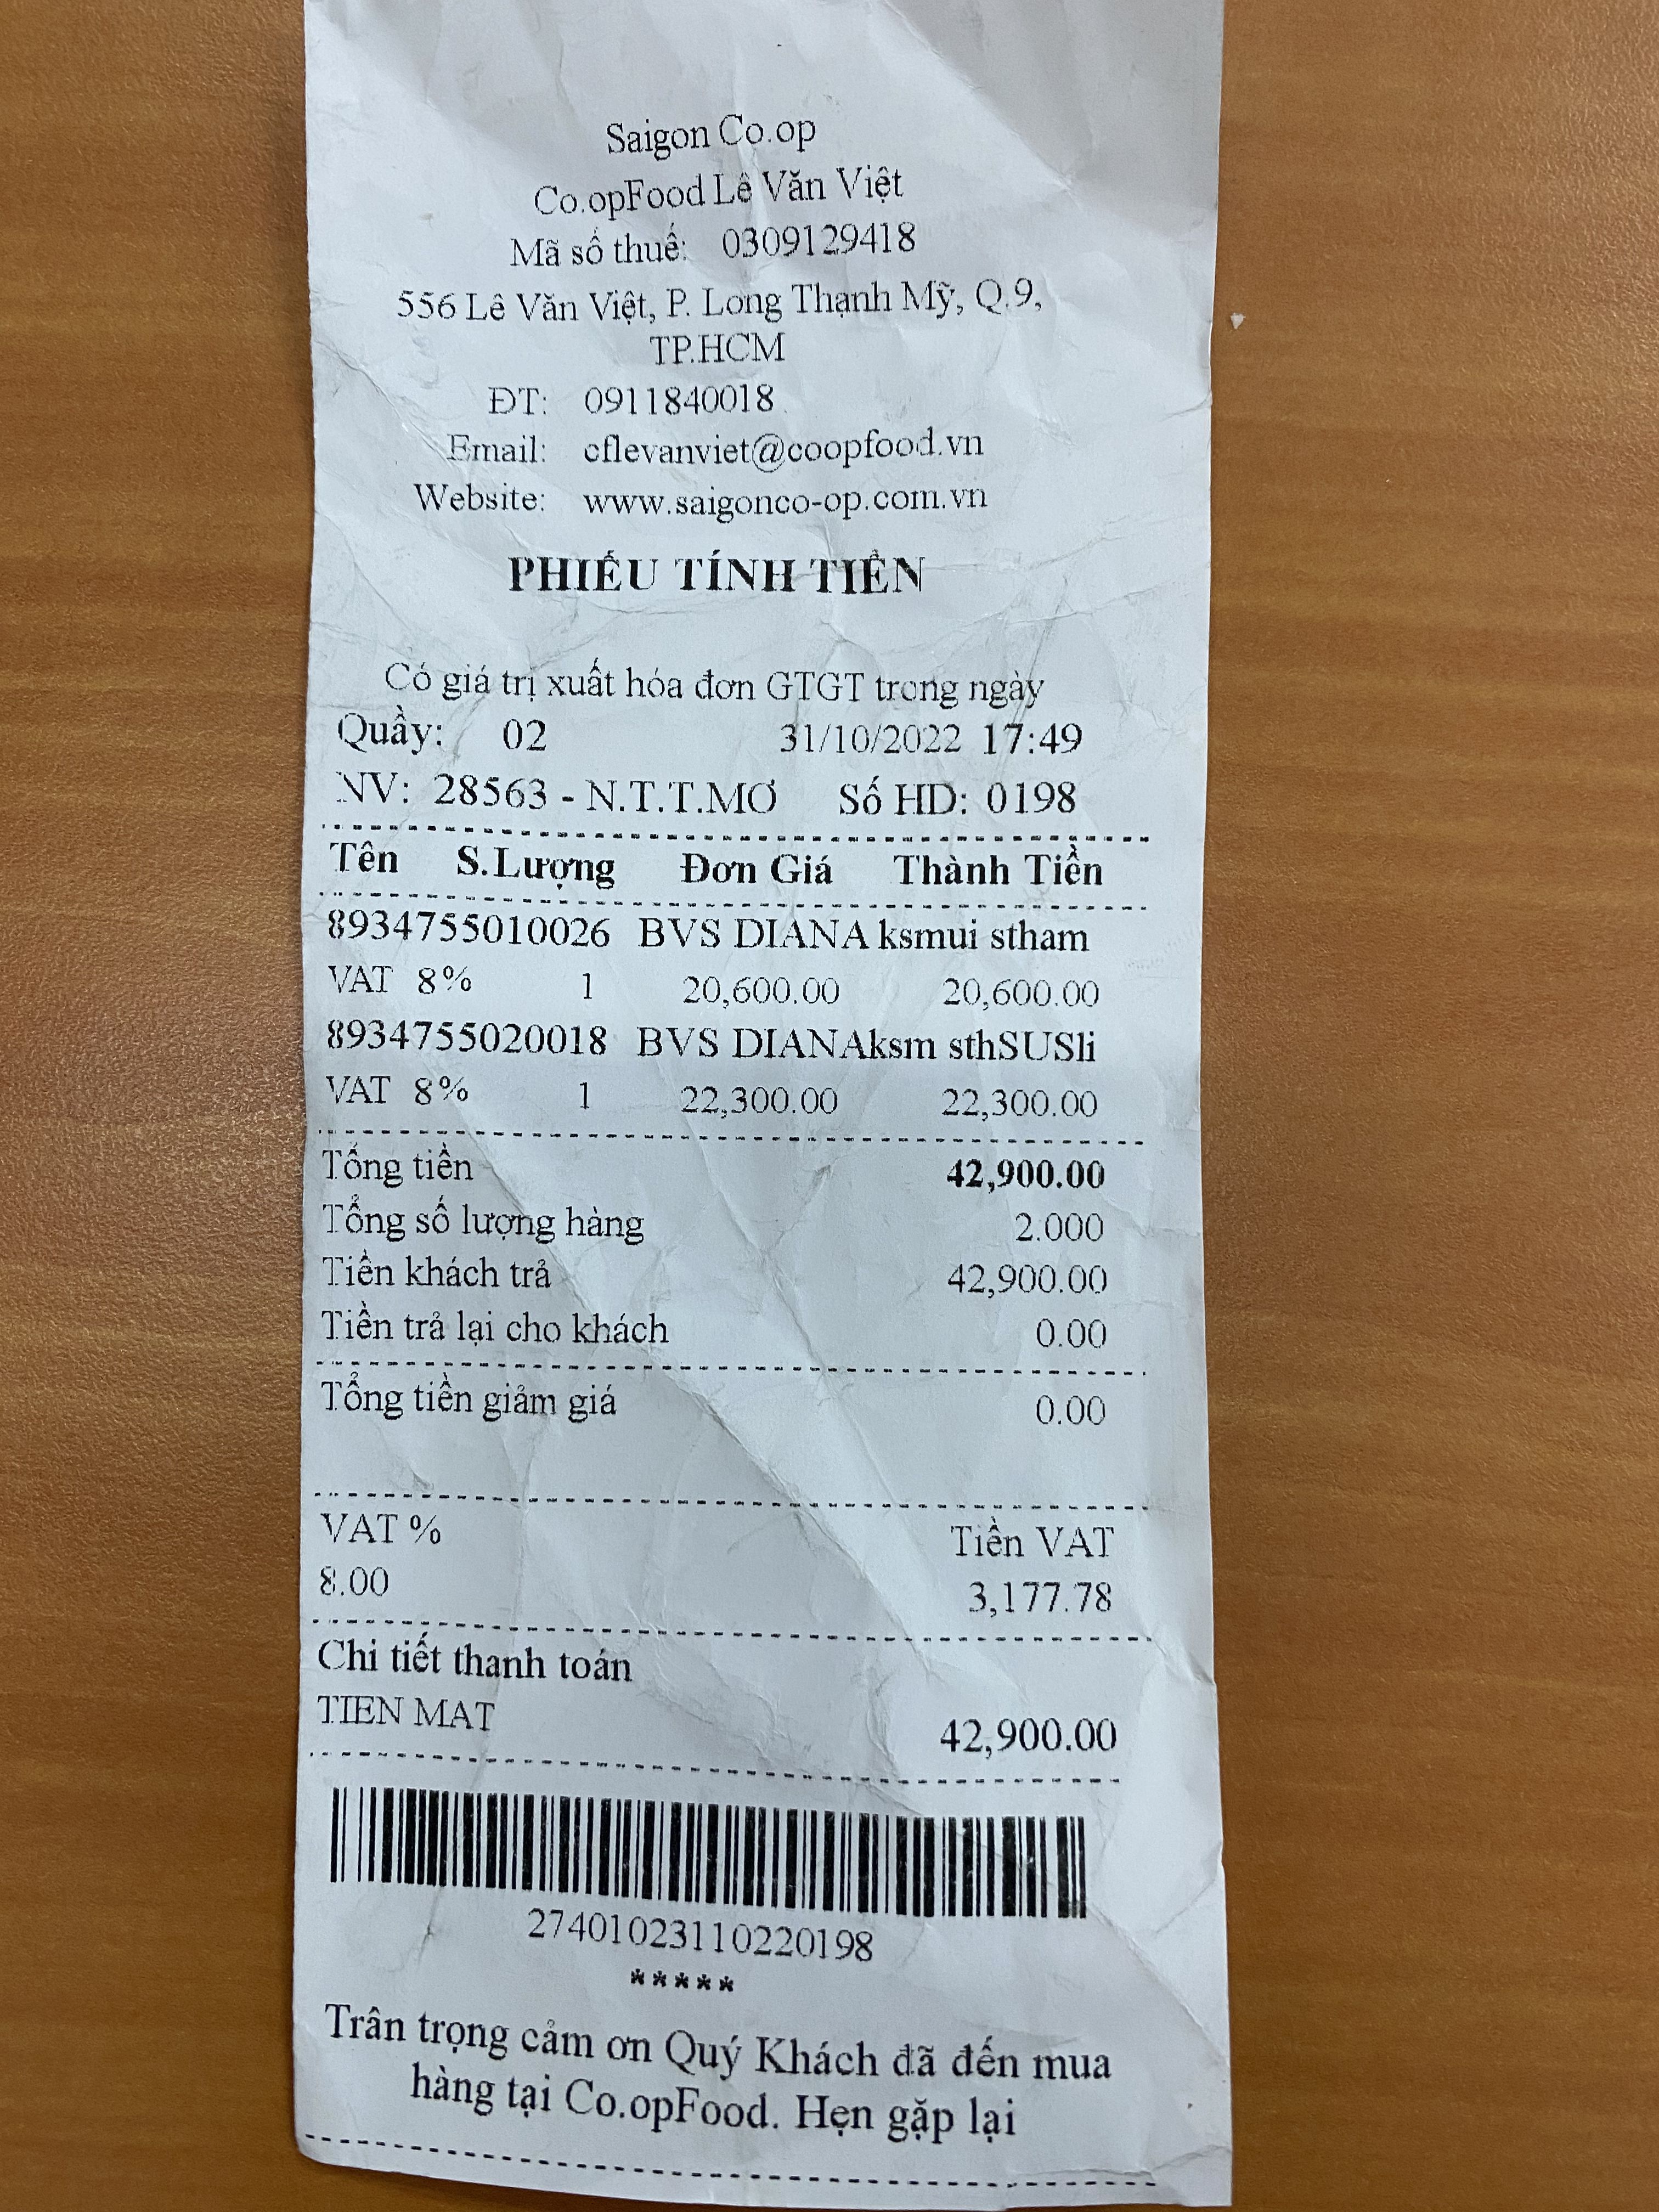 Saigon Co.op
Co.opFood Lê Văn Việt
Mã số thuế: 0309129418
556 Lê Văn Việt, P. Long Thạnh Mỹ, Q.9,
TP.HCM
ĐT: 0911840018
Email: cflevanviet@coopfood.vn
Website: www.saigonco-op.com.vn
PHIẾU TÍNH TIỀN
Có giá trị xuất hóa đơn GTGT trong ngày
Quầy: 02 31/10/2022 17:49
NV: 28563 - N.T.T.MƠ Số HD: 0198
Tên S.Lượng Đơn Giá Thành Tiền
8934755010026 BVS DIANA ksmui stham
VAT 8% 1 20,600.00 20,600.00
8934755020018 BVS DIANAksm sthSUSli
VAT 8% 1 22,300.00 22,300.00
Tổng tiền 42,900.00
Tổng số lượng hàng 2.000
Tiền khách trả 42,900.00
Tiền trả lại cho khách 0.00
Tổng tiền giảm giá 0.00
VAT % Tiền VAT
8.00 3,177.78
Chi tiết thanh toán
TIEN MAT 42,900.00
27401023110220198
*****
Trân trọng cảm ơn Quý Khách đã đến mua
hàng tại Co.opFood. Hẹn gặp lại